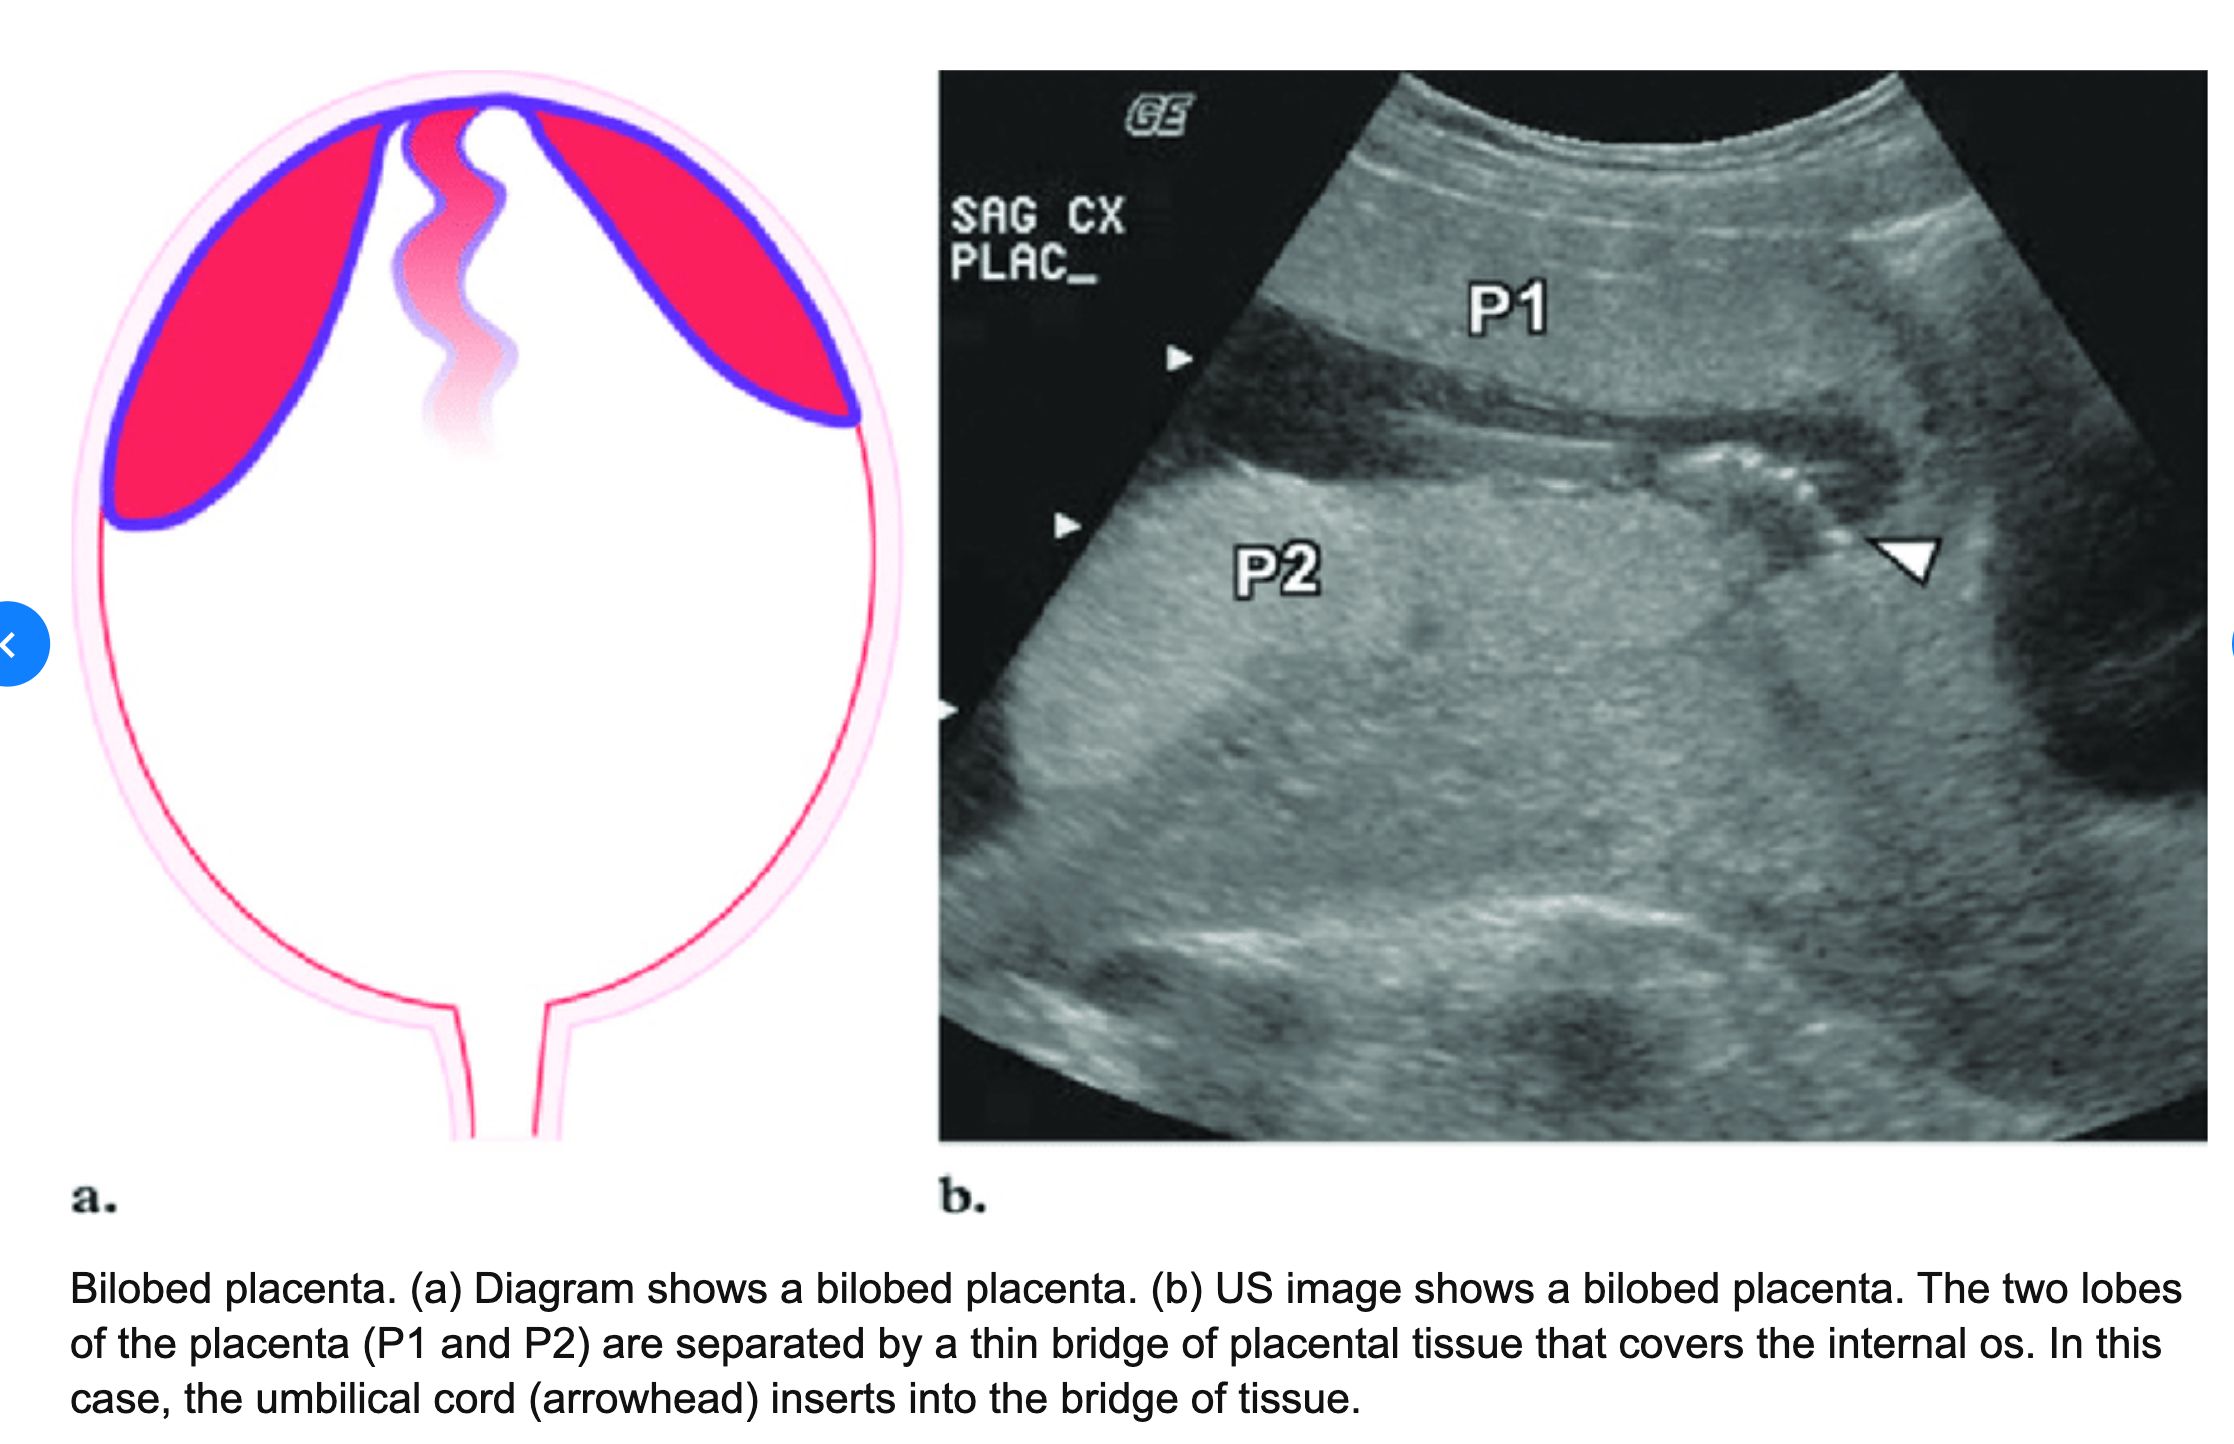 GE
SAG CX
PLAC_
P1
P2
a.
b.
Bilobed placenta. (a) Diagram shows a bilobed placenta. (b) US image shows a bilobed placenta. The two lobes
of the placenta (P1 and P2) are separated by a thin bridge of placental tissue that covers the internal os. In this
case, the umbilical cord (arrowhead) inserts into the bridge of tissue.